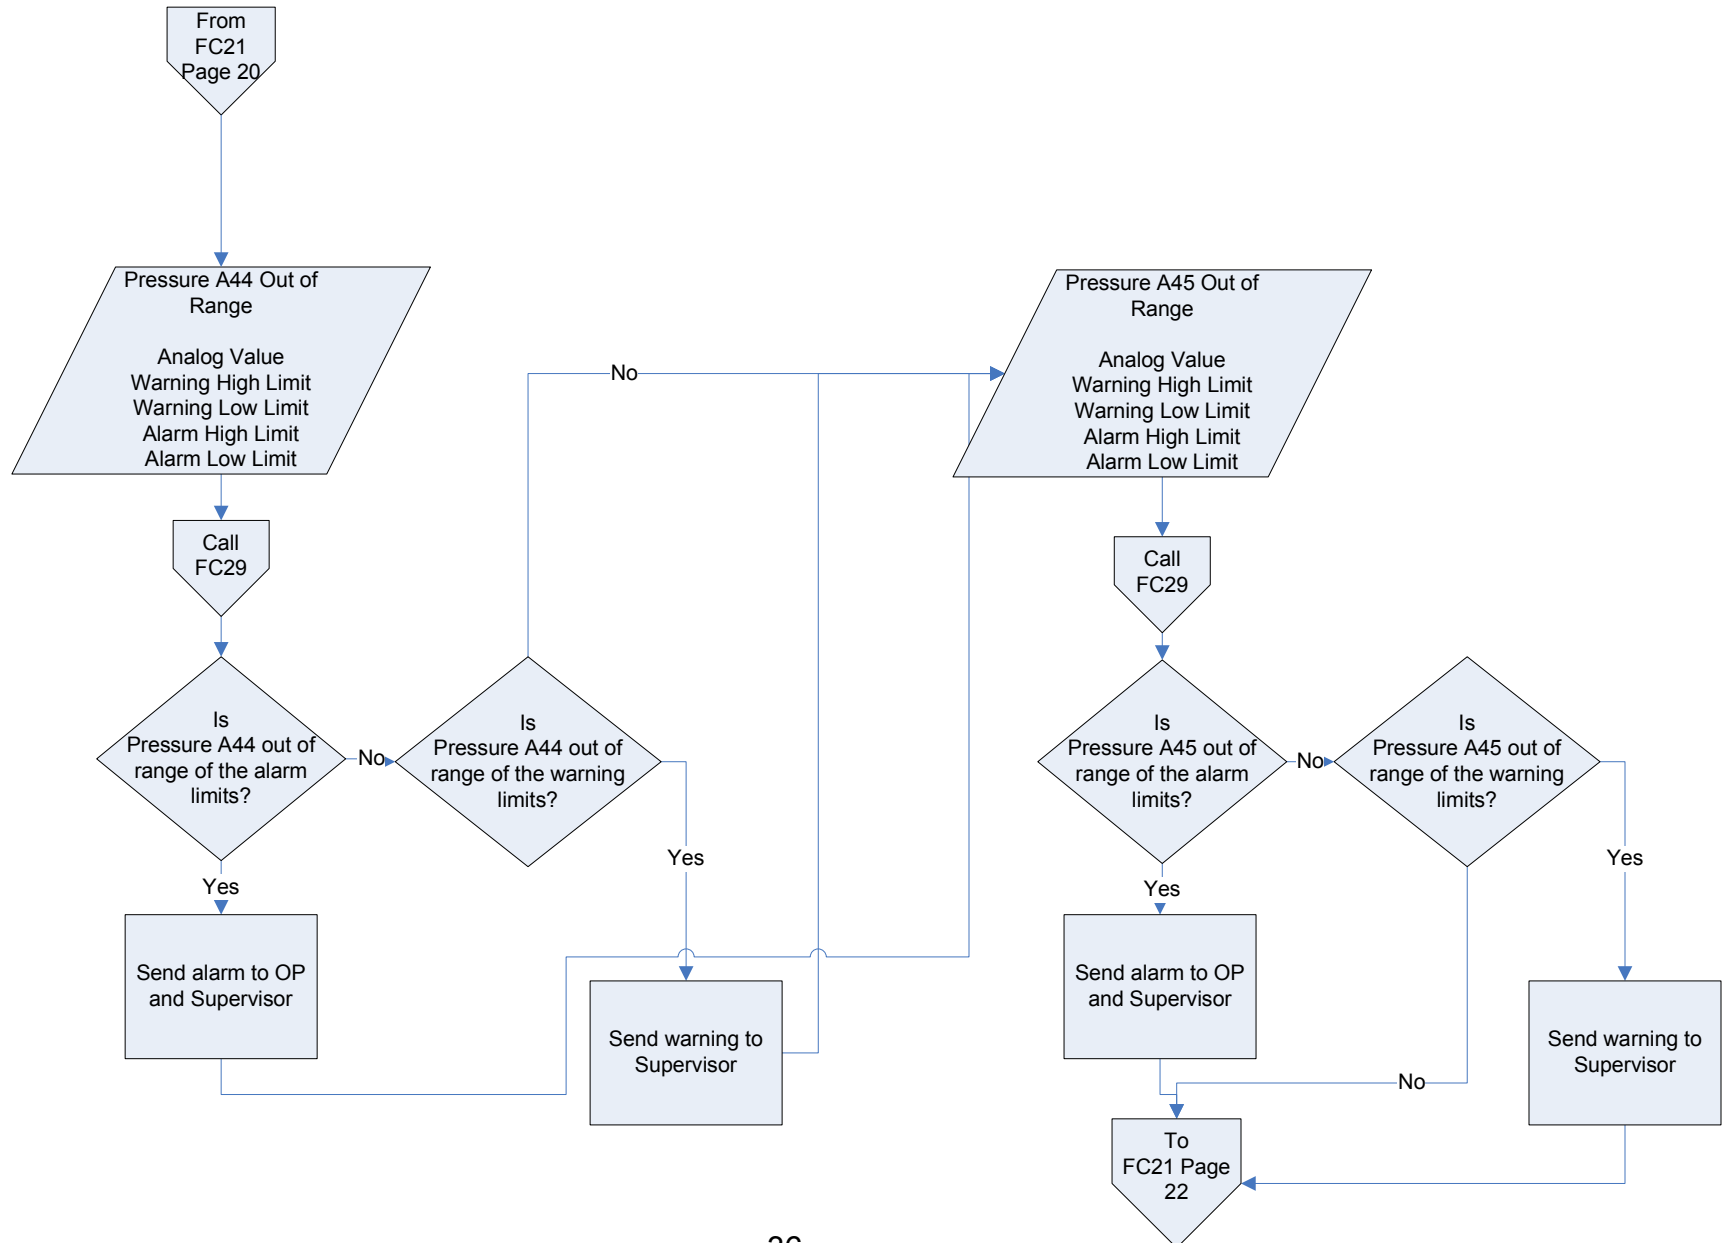 From
FC21
Page 20
Pressure A44 Out of
Range
Analog Value
Warning High Limit
Warning Low Limit
Alarm High Limit
Alarm Low Limit
Call
FC29
Is
Pressure A44 out of
range of the alarm
limits?
No
Is
Pressure A44 out of
range of the warning
limits?
No
Yes
Yes
Send alarm to OP
and Supervisor
Send warning to
Supervisor
Pressure A45 Out of
Range
Analog Value
Warning High Limit
Warning Low Limit
Alarm High Limit
Alarm Low Limit
Call
FC29
Is
Pressure A45 out of
range of the alarm
limits?
No
Is
Pressure A45 out of
range of the warning
limits?
Yes
Yes
Send alarm to OP
and Supervisor
Send warning to
Supervisor
No
To
FC21 Page
22